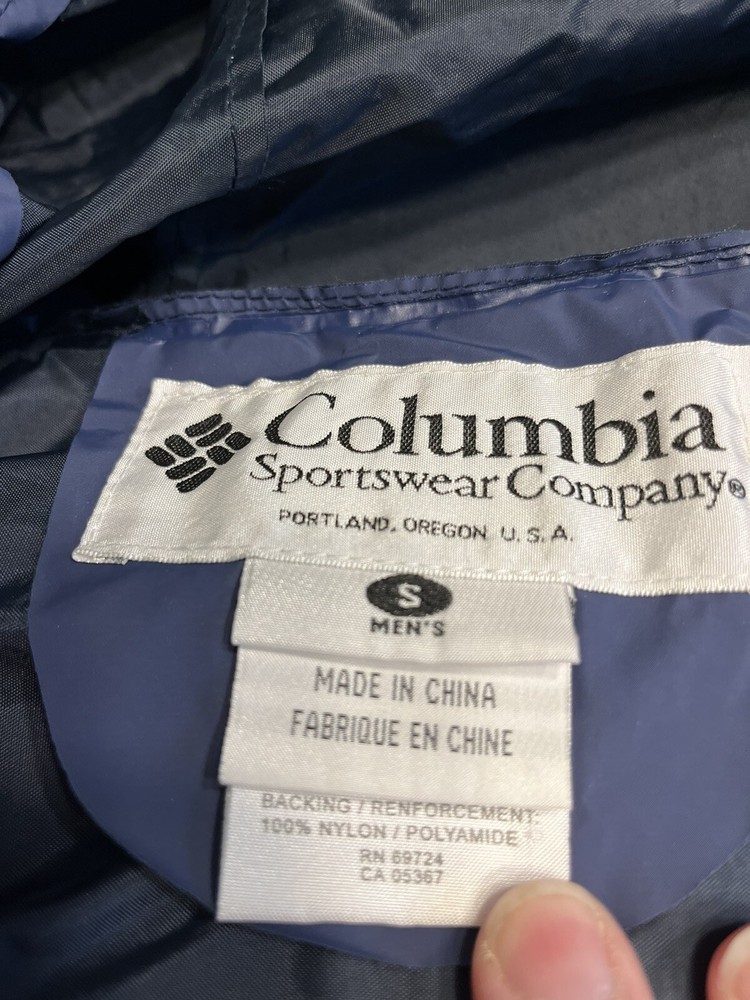 Columbia
Sportswear Company®
PORTLAND, OREGON U.S.A.
S
MEN'S
MADE IN CHINA
FABRIQUE EN CHINE
BACKING / RENFORCEMENT:
100% NYLON / POLYAMIDE
RN 69724
CA 05367